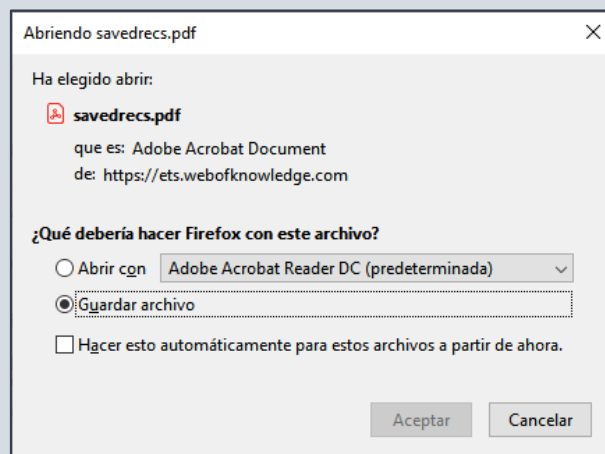 Abriendo savedrecs.pdf
Ha elegido abrir:
savedrecs.pdf
que es: Adobe Acrobat Document
de: https://ets.webofknowledge.com
¿Qué debería hacer Firefox con este archivo?
Abrir con Adobe Acrobat Reader DC (predeterminada)
Guardar archivo
Hacer esto automáticamente para estos archivos a partir de ahora.
Aceptar Cancelar